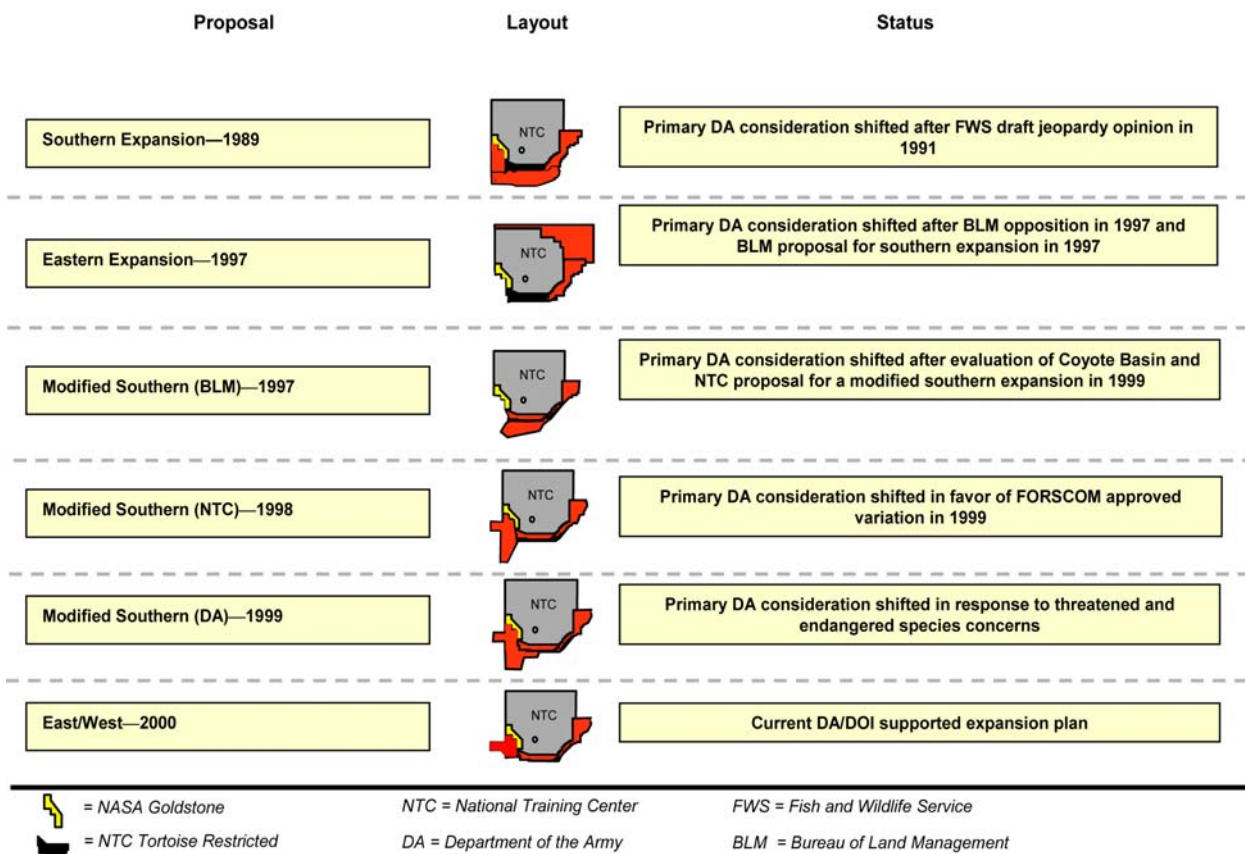 Proposal Layout Status
Southern Expansion—1989
NTC
Primary DA consideration shifted after FWS draft jeopardy opinion in
1991
Eastern Expansion—1997
NTC
Primary DA consideration shifted after BLM opposition in 1997 and
BLM proposal for southern expansion in 1997
Modified Southern (BLM)—1997
NTC
Primary DA consideration shifted after evaluation of Coyote Basin and
NTC proposal for a modified southern expansion in 1999
Modified Southern (NTC)—1998
NTC
Primary DA consideration shifted in favor of FORSCOM approved
variation in 1999
Modified Southern (DA)—1999
NTC
Primary DA consideration shifted in response to threatened and
endangered species concerns
East/West—2000
NTC
Current DA/DOI supported expansion plan
= NASA Goldstone NTC = National Training Center FWS = Fish and Wildlife Service
= NTC Tortoise Restricted DA = Department of the Army BLM = Bureau of Land Management